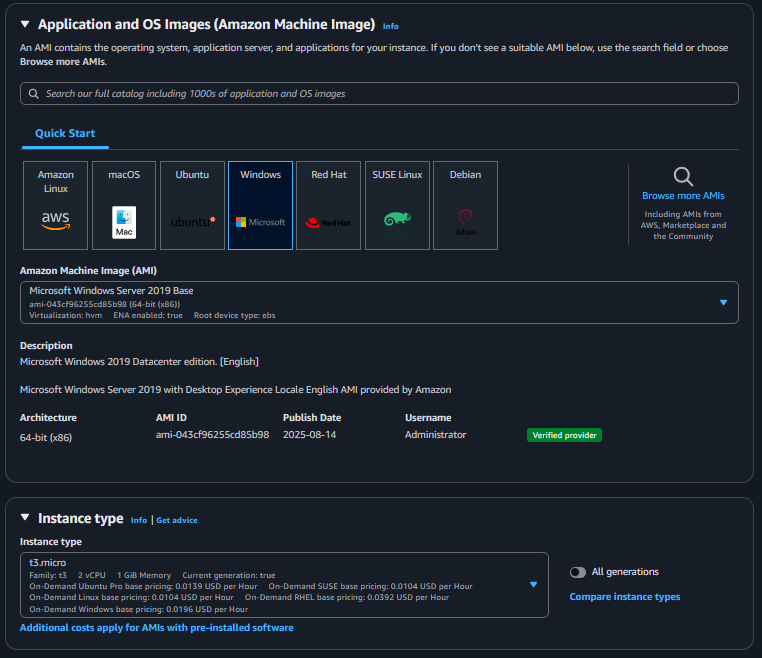 Application and OS Images (Amazon Machine Image) Info
An AMI contains the operating system, application server, and applications for your instance. If you don't see a suitable AMI below, use the search field or choose
Browse more AMIs.
Search our full catalog including 1000s of application and OS images
Quick Start
Amazon Linux
aws
macOS
Mac
Ubuntu
ubuntu
Windows
Microsoft
Red Hat
Red Hat
SUSE Linux
Debian
debian
Browse more AMIs
Including AMIs from
AWS, Marketplace and
the Community
Amazon Machine Image (AMI)
Microsoft Windows Server 2019 Base
ami-043cf96255cd85b98 (64-bit (x86))
Virtualization: hvm ENA enabled: true Root device type: ebs
Description
Microsoft Windows 2019 Datacenter edition. [English]
Microsoft Windows Server 2019 with Desktop Experience Locale English AMI provided by Amazon
Architecture AMI ID Publish Date Username
64-bit (x86) ami-043cf96255cd85b98 2025-08-14 Administrator Verified provider
Instance type Info | Get advice
Instance type
t3.micro
Family: t3 2 vCPU 1 GiB Memory Current generation: true
On-Demand Ubuntu Pro base pricing: 0.0139 USD per Hour On-Demand SUSE base pricing: 0.0104 USD per Hour
On-Demand Linux base pricing: 0.0104 USD per Hour On-Demand RHEL base pricing: 0.0392 USD per Hour
On-Demand Windows base pricing: 0.0196 USD per Hour
All generations
Compare instance types
Additional costs apply for AMIs with pre-installed software